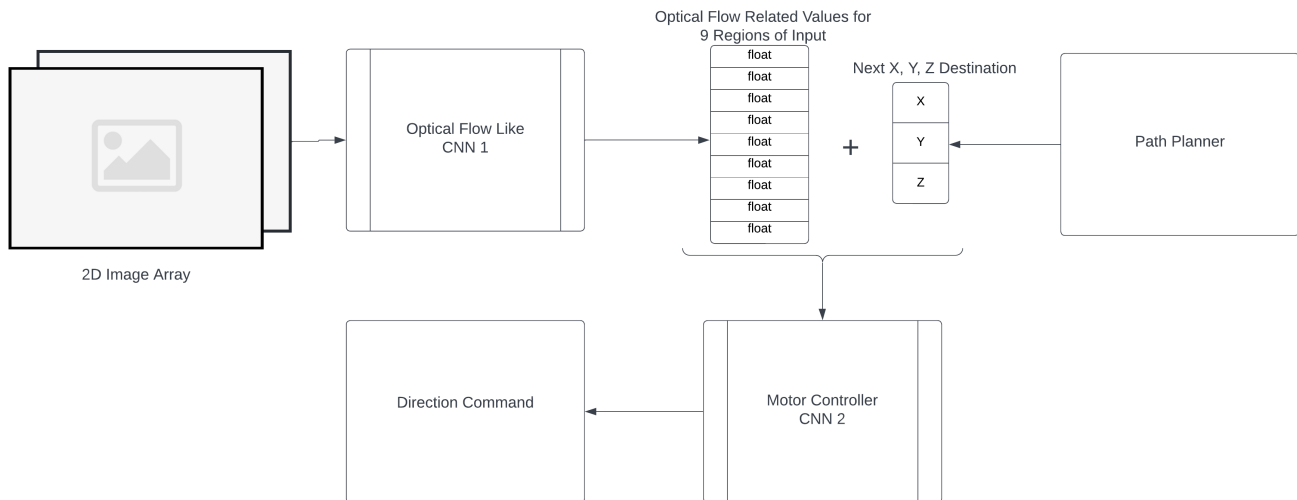 Optical Flow Related Values for
9 Regions of Input
float
float
float
float
float
float
float
float
float
Next X, Y, Z Destination
X
Y
Z
+
Optical Flow Like
CNN 1
Path Planner
2D Image Array
Direction Command
Motor Controller
CNN 2